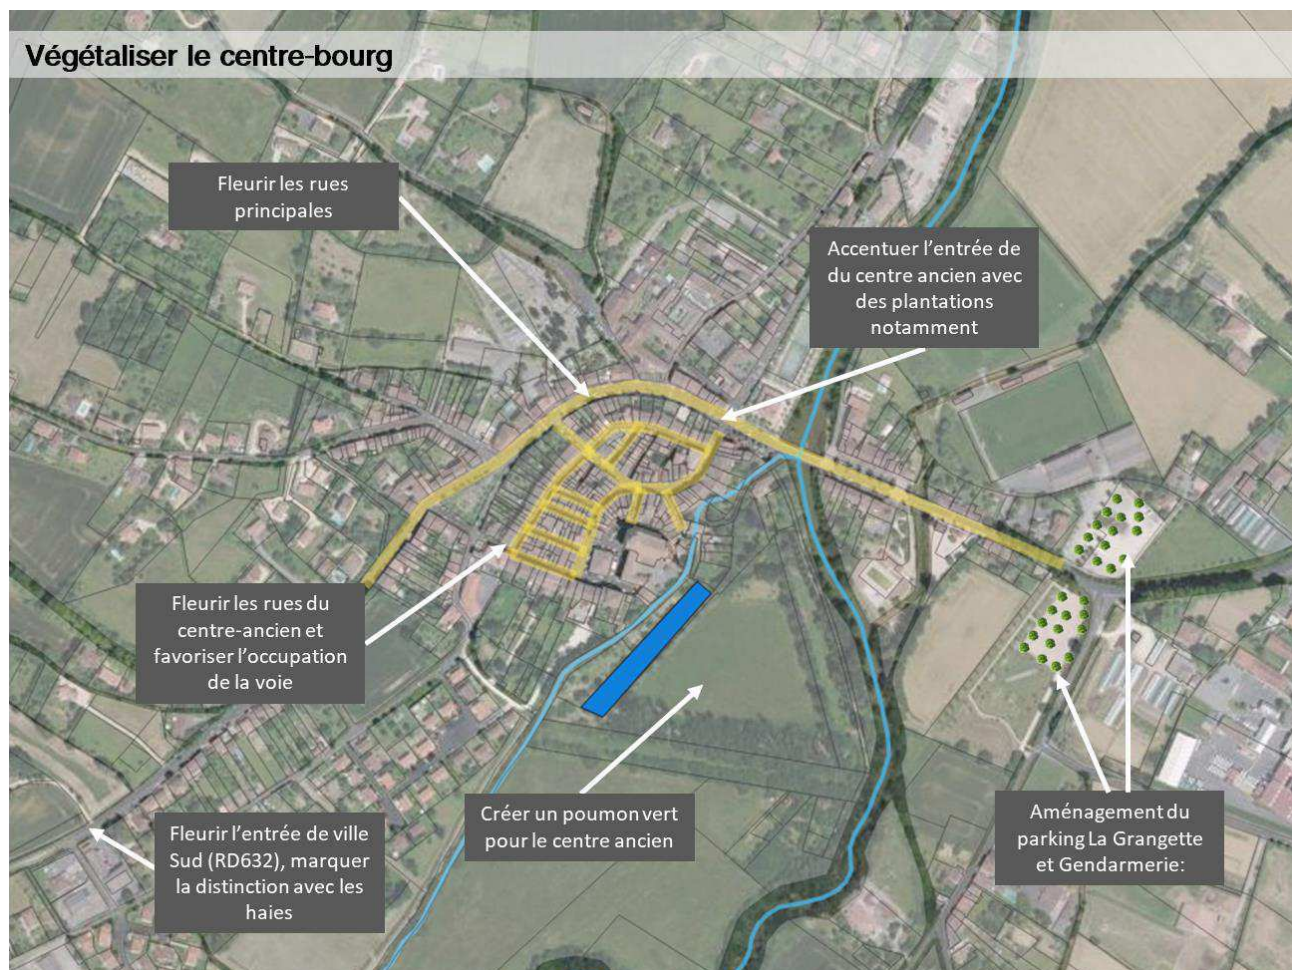 Végétaliser le centre-bourg
Fleurir les rues
principales
Accentuer l’entrée de
du centre ancien avec
des plantations
notamment
Fleurir les rues du
centre-ancien et
favoriser l’occupation
de la voie
Créer un poumon vert
pour le centre ancien
Aménagement du
parking La Grangette
et Gendarmerie:
Fleurir l’entrée de ville
Sud (RD632), marquer
la distinction avec les
haies